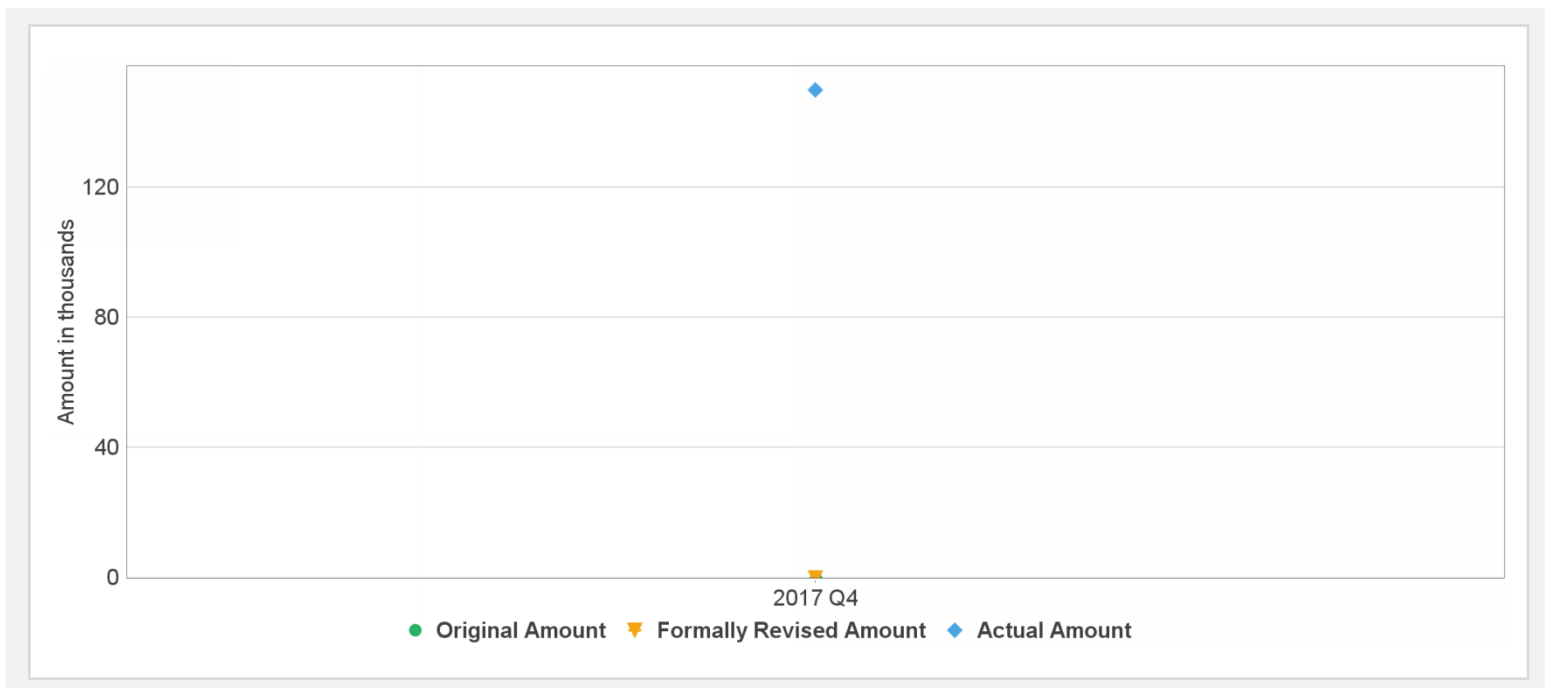 Amount in thousands
120
80
40
0
2017 Q4
Original Amount Formally Revised Amount Actual Amount